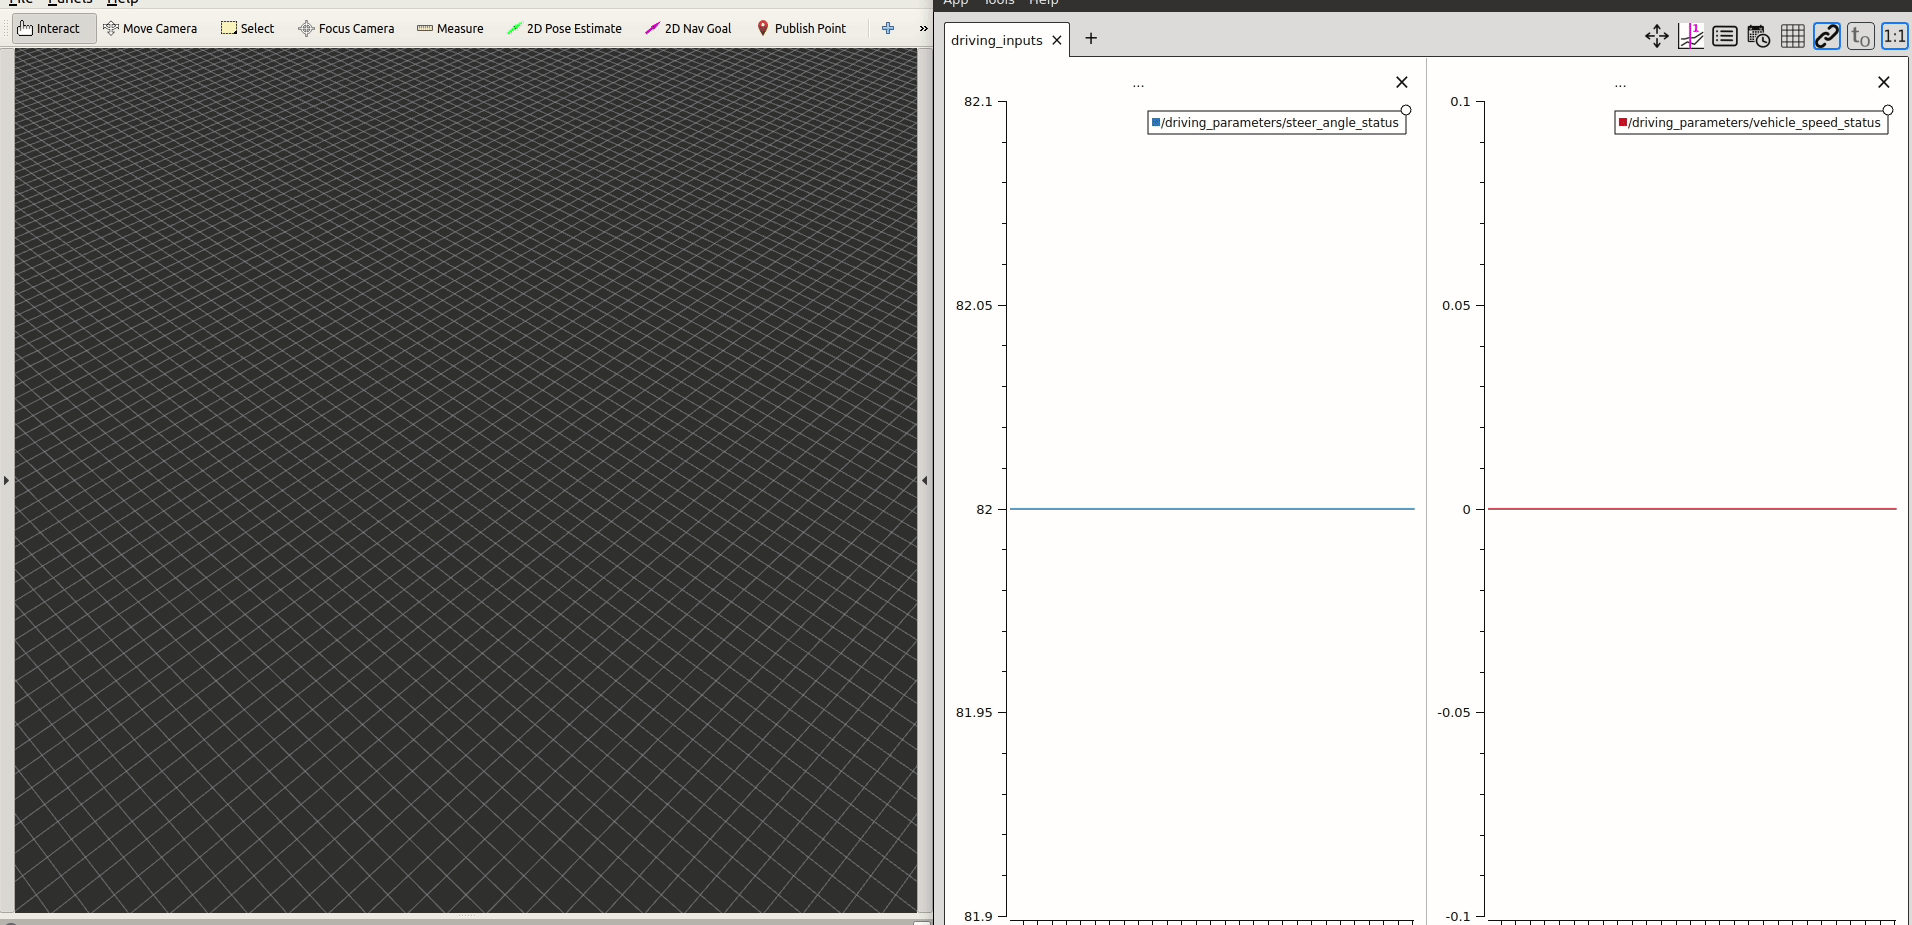 File Panels Help
Interact Move Camera Select Focus Camera Measure 2D Pose Estimate 2D Nav Goal Publish Point »
App Tools Help
driving_inputs
1 t0 1:1
...
/driving_parameters/steer_angle_status
82.1
82.05
82
81.95
81.9
...
/driving_parameters/vehicle_speed_status
0.1
0.05
0
-0.05
-0.1